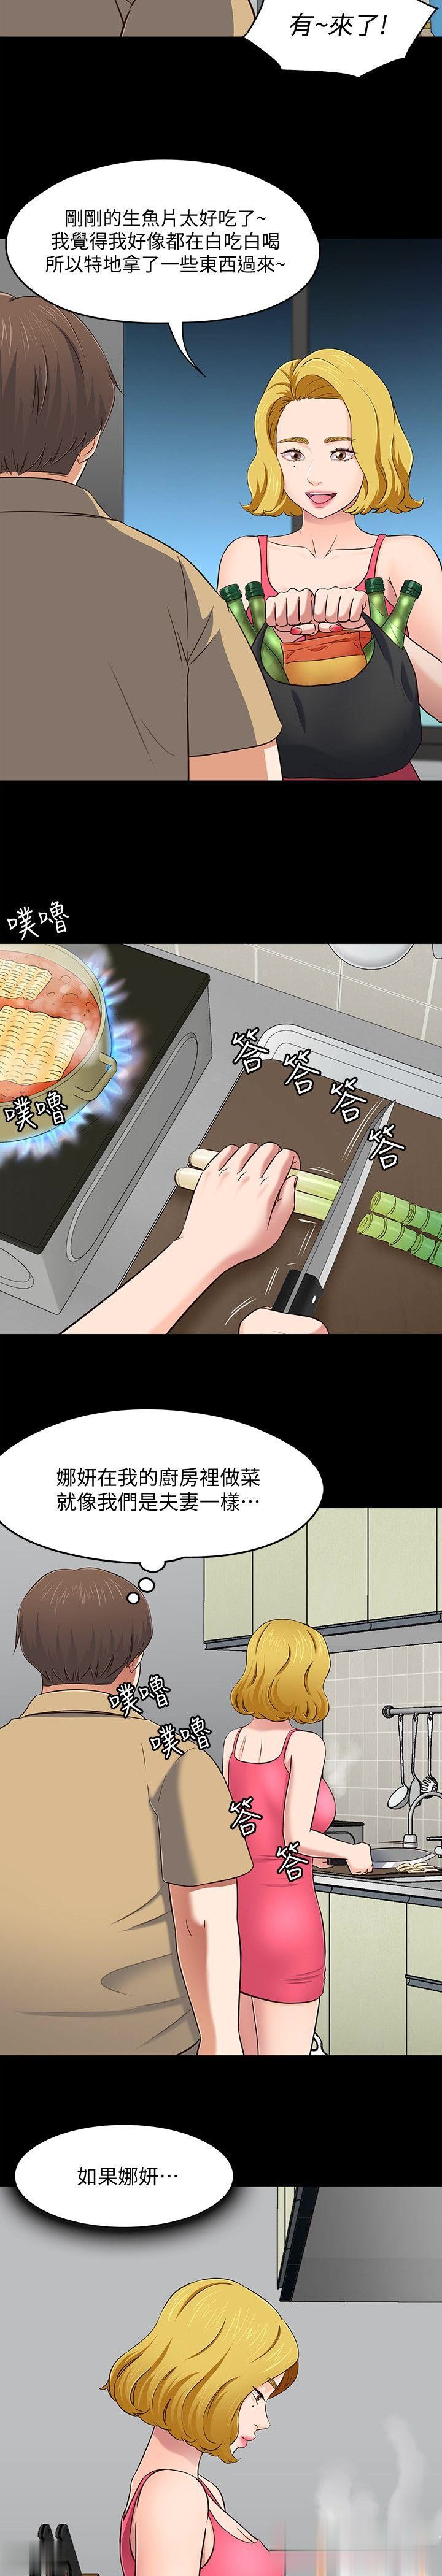 有~來了!
剛剛的生魚片太好吃了~
我覺得我好像都在白吃白喝
所以特地拿了一些東西過來~
噗嚕
噗嚕
答
答
答
答
娜妍在我的廚房裡做菜
就像我們是夫妻一樣⋯
噗嚕
噗嚕
答
答
如果娜妍⋯